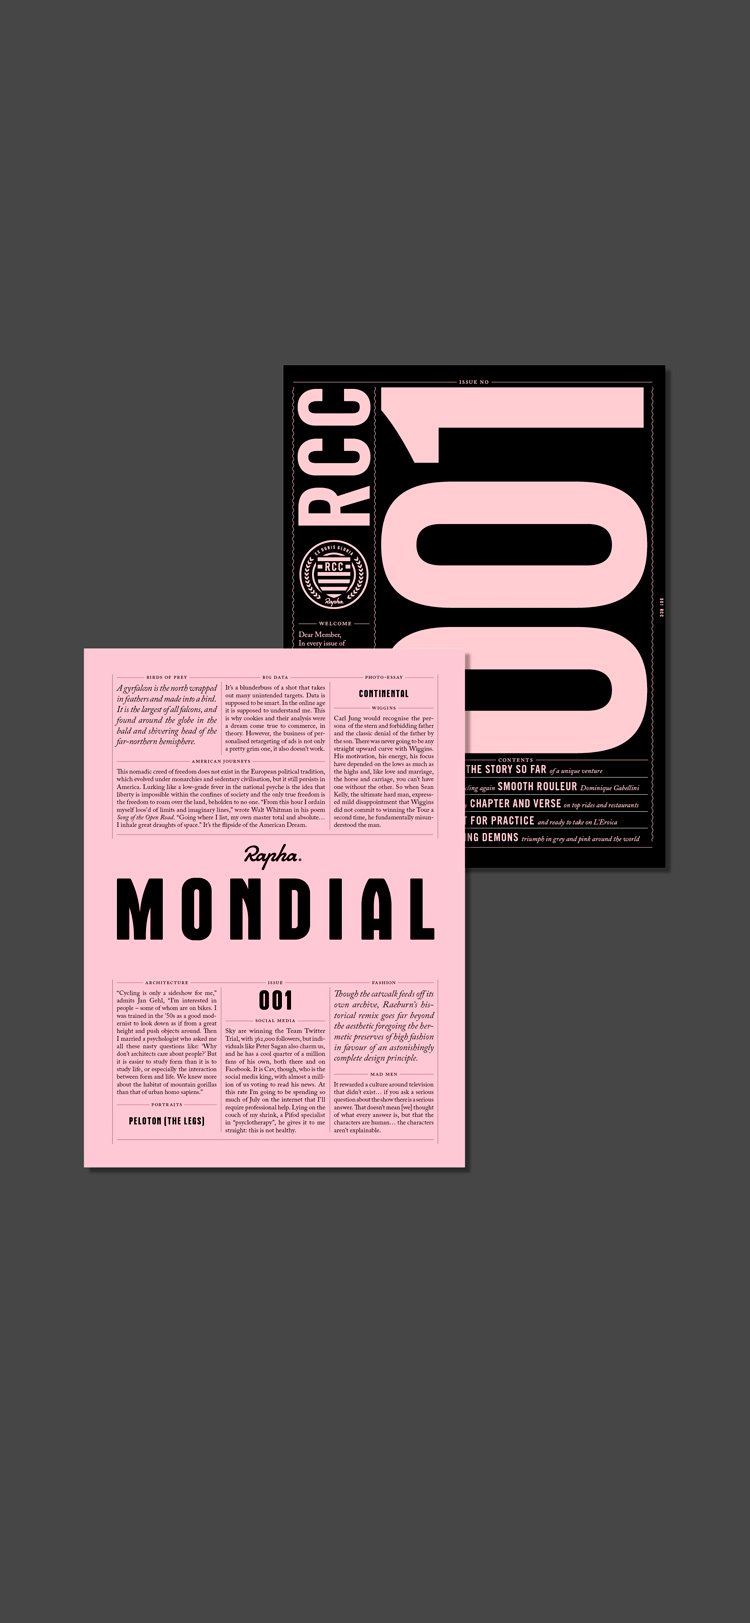 ISSUE NO
RCC
001
EX DURIS GLORIA
RCC
Rapha
WELCOME
Dear Member,
In every issue of
001 RCC
CONTENTS
THE STORY SO FAR of a unique venture
ling again SMOOTH ROULEUR Dominique Gabellini
CHAPTER AND VERSE on top rides and restaurants
FOR PRACTICE and ready to take on L'Eroica
NG DEMONS triumph in grey and pink around the world
BIRDS OF PREY
A gyrfalcon is the north wrapped
in feathers and made into a bird.
It is the largest of all falcons, and
found around the globe in the
bald and shivering head of the
far-northern hemisphere.
BIG DATA
It's a blunderbuss of a shot that takes
out many unintended targets. Data is
supposed to be smart. In the online age
it is supposed to understand me. This
is why cookies and their analysis were
a dream come true to commerce, in
theory. However, the business of per-
sonalised retargeting of ads is not only
a pretty grim one, it also doesn't work.
PHOTO-ESSAY
CONTINENTAL
WIGGINS
Carl Jung would recognise the per-
sona of the stern and forbidding father
and the classic denial of the father by
the son. There was never going to be any
straight upward curve with Wiggins.
His motivation, his energy, his focus
have depended on the lows as much as
the highs and, like love and marriage,
the horse and carriage, you can't have
one without the other. So when Sean
Kelly, the ultimate hard man, express-
ed mild disappointment that Wiggins
did not commit to winning the Tour a
second time, he fundamentally misun-
derstood the man.
AMERICAN JOURNEYS
This nomadic creed of freedom does not exist in the European political tradition,
which evolved under monarchies and sedentary civilisation, but it still persists in
America. Lurking like a low-grade fever in the national psyche is the idea that
liberty is impossible within the confines of society and the only true freedom is
the freedom to roam over the land, beholden to no one. "From this hour I ordain
myself loos'd of limits and imaginary lines," wrote Walt Whitman in his poem
Song of the Open Road. "Going where I list, my own master total and absolute…
I inhale great draughts of space." It's the flipside of the American Dream.
Rapha.
MONDIAL
ARCHITECTURE
"Cycling is only a sideshow for me,"
admits Jan Gehl, "I'm interested in
people – some of whom are on bikes. I
was trained in the '50s as a good mod-
ernist to look down as if from a great
height and push objects around. Then
I married a psychologist who asked me
all these nasty questions like: 'Why
don't architects care about people?' But
it is easier to study form than it is to
study life, or especially the interaction
between form and life. We knew more
about the habitat of mountain gorillas
than that of urban homo sapiens."
PORTRAITS
PELOTON (THE LEGS)
ISSUE
001
SOCIAL MEDIA
Sky are winning the Team Twitter
Trial, with 362,000 followers, but indi-
viduals like Peter Sagan also charm us,
and he has a cool quarter of a million
fans of his own, both there and on
Facebook. It is Cav, though, who is the
social media king, with almost a mill-
ion of us voting to read his news. At
this rate I'm going to be spending so
much of July on the internet that I'll
require professional help. Lying on the
couch of my shrink, a Pifod specialist
in "psyclotherapy", he gives it to me
straight: this is not healthy.
FASHION
Though the catwalk feeds off its
own archive, Raeburn's his-
torical remix goes far beyond
the aesthetic foregoing the her-
metic preserves of high fashion
in favour of an astonishingly
complete design principle.
MAD MEN
It rewarded a culture around television
that didn't exist… if you ask a serious
question about the show there is a serious
answer. That doesn't mean [we] thought
of what every answer is, but that the
characters are human… the characters
aren't explainable.